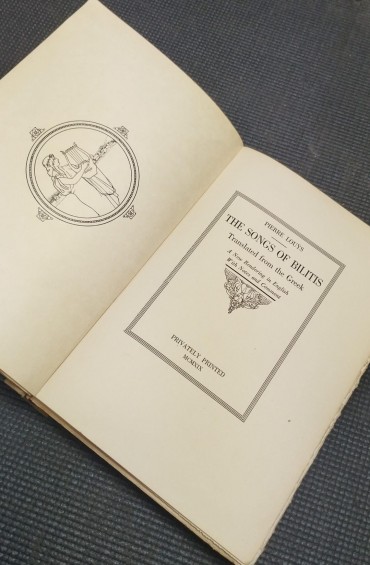 PIERRE LOUYS
THE SONGS OF BILITIS
Translated from the Greek
A New Rendering in English
With Notes and Comment
PRIVATELY PRINTED
MCMXIX